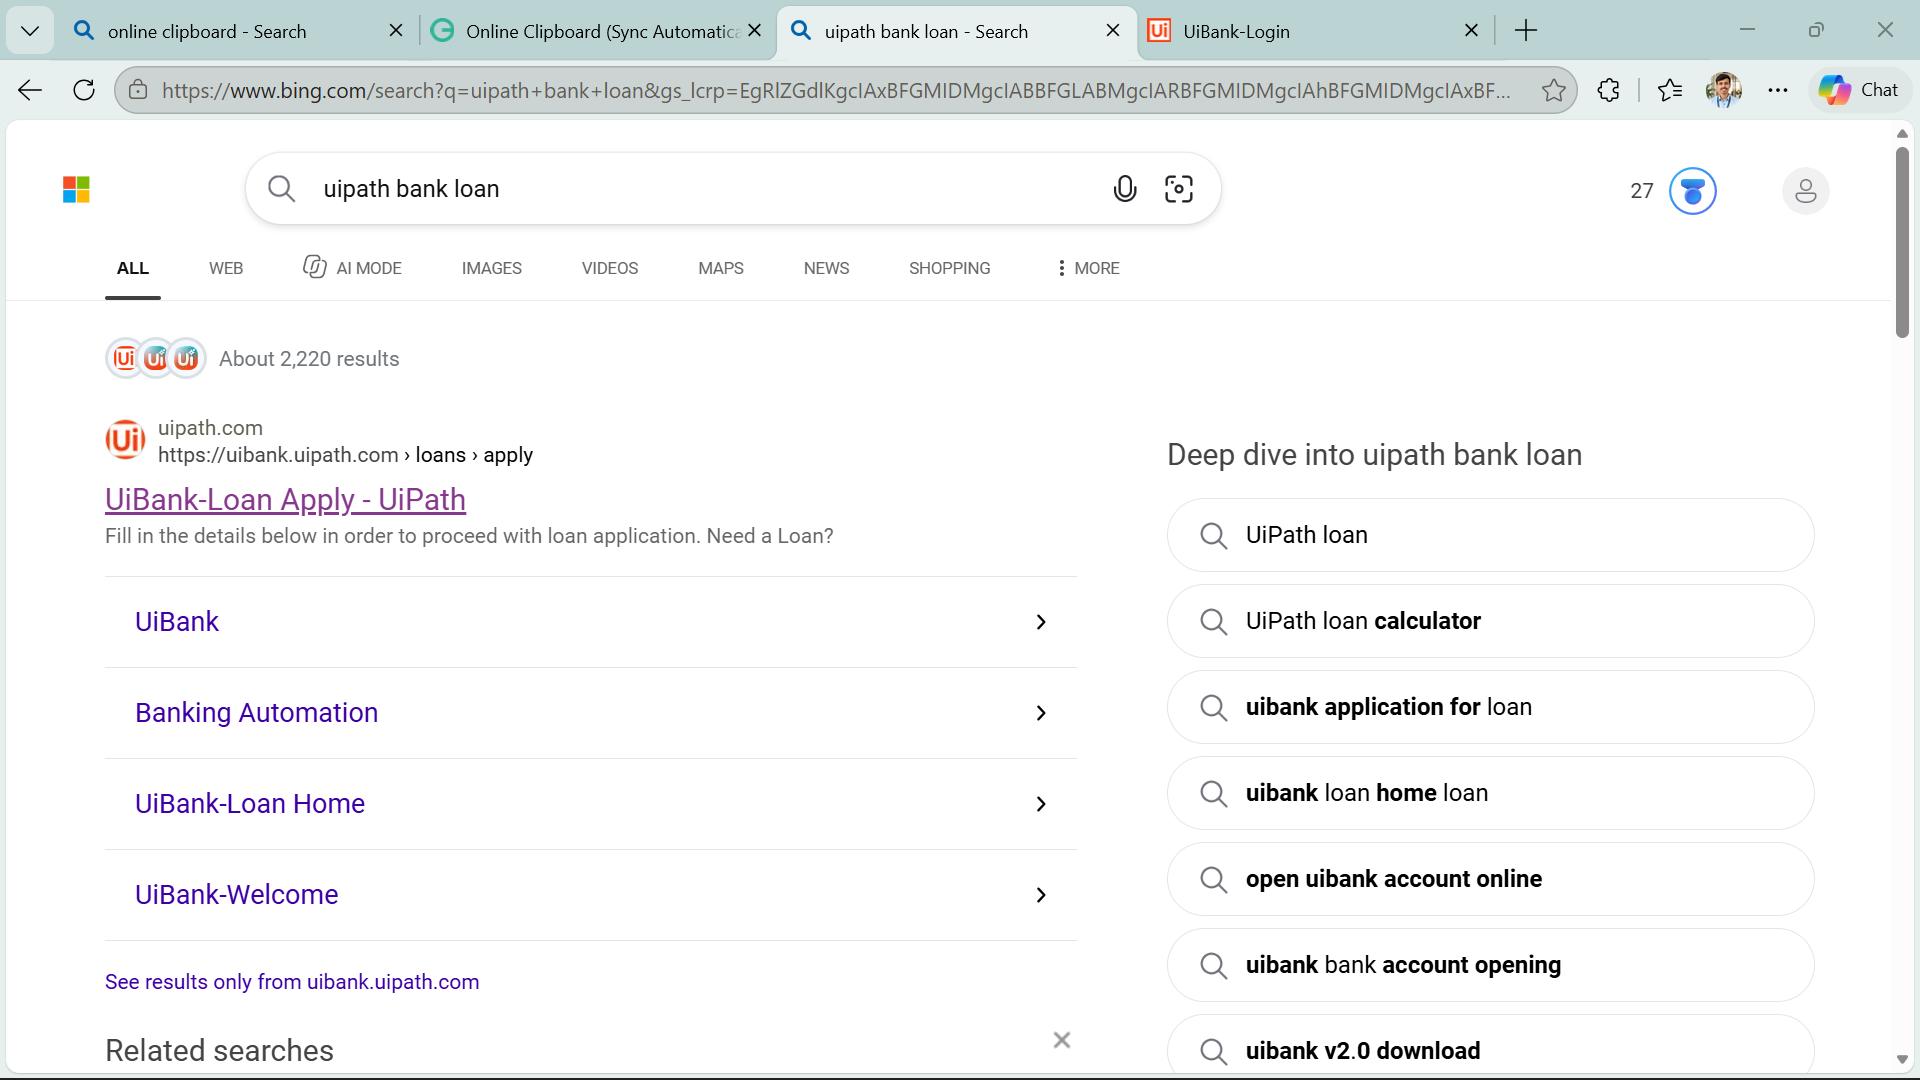 online clipboard - Search
Online Clipboard (Sync Automatica
uipath bank loan - Search
UiBank-Login
https://www.bing.com/search?q=uipath+bank+loan&gs_lcrp=EgRlZGdlKgcIAxBFGMIDMgcIABBFGLABMgcIARBFGMIDMgcIAhBFGMIDMgcIAxBF...
Chat
uipath bank loan
27
ALL
WEB
AI MODE
IMAGES
VIDEOS
MAPS
NEWS
SHOPPING
MORE
About 2,220 results
uipath.com
https://uibank.uipath.com › loans › apply
UiBank-Loan Apply - UiPath
Fill in the details below in order to proceed with loan application. Need a Loan?
UiBank
Banking Automation
UiBank-Loan Home
UiBank-Welcome
See results only from uibank.uipath.com
Related searches
Deep dive into uipath bank loan
UiPath loan
UiPath loan calculator
uibank application for loan
uibank loan home loan
open uibank account online
uibank bank account opening
uibank v2.0 download